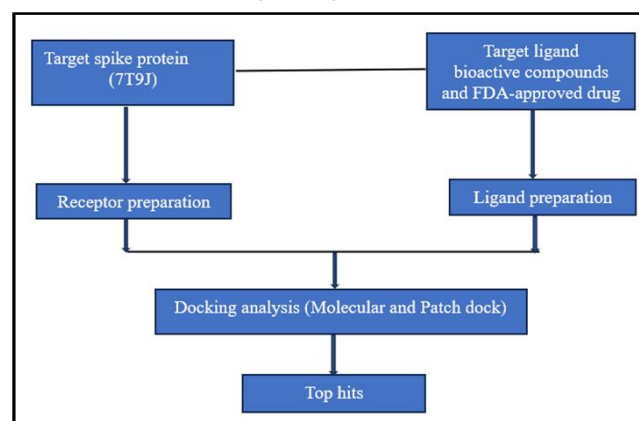 Target spike protein
(7T9J)
Target ligand
bioactive compounds
and FDA-approved drug
Receptor preparation
Ligand preparation
Docking analysis (Molecular and Patch dock)
Top hits